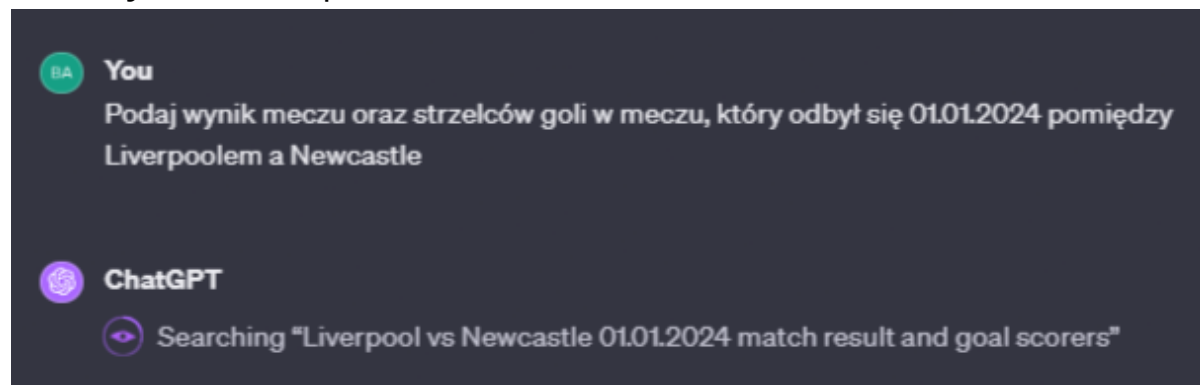 BA
You
Podaj wynik meczu oraz strzelców goli w meczu, który odbył się 01.01.2024 pomiędzy
Liverpoolem a Newcastle
ChatGPT
Searching “Liverpool vs Newcastle 01.01.2024 match result and goal scorers”